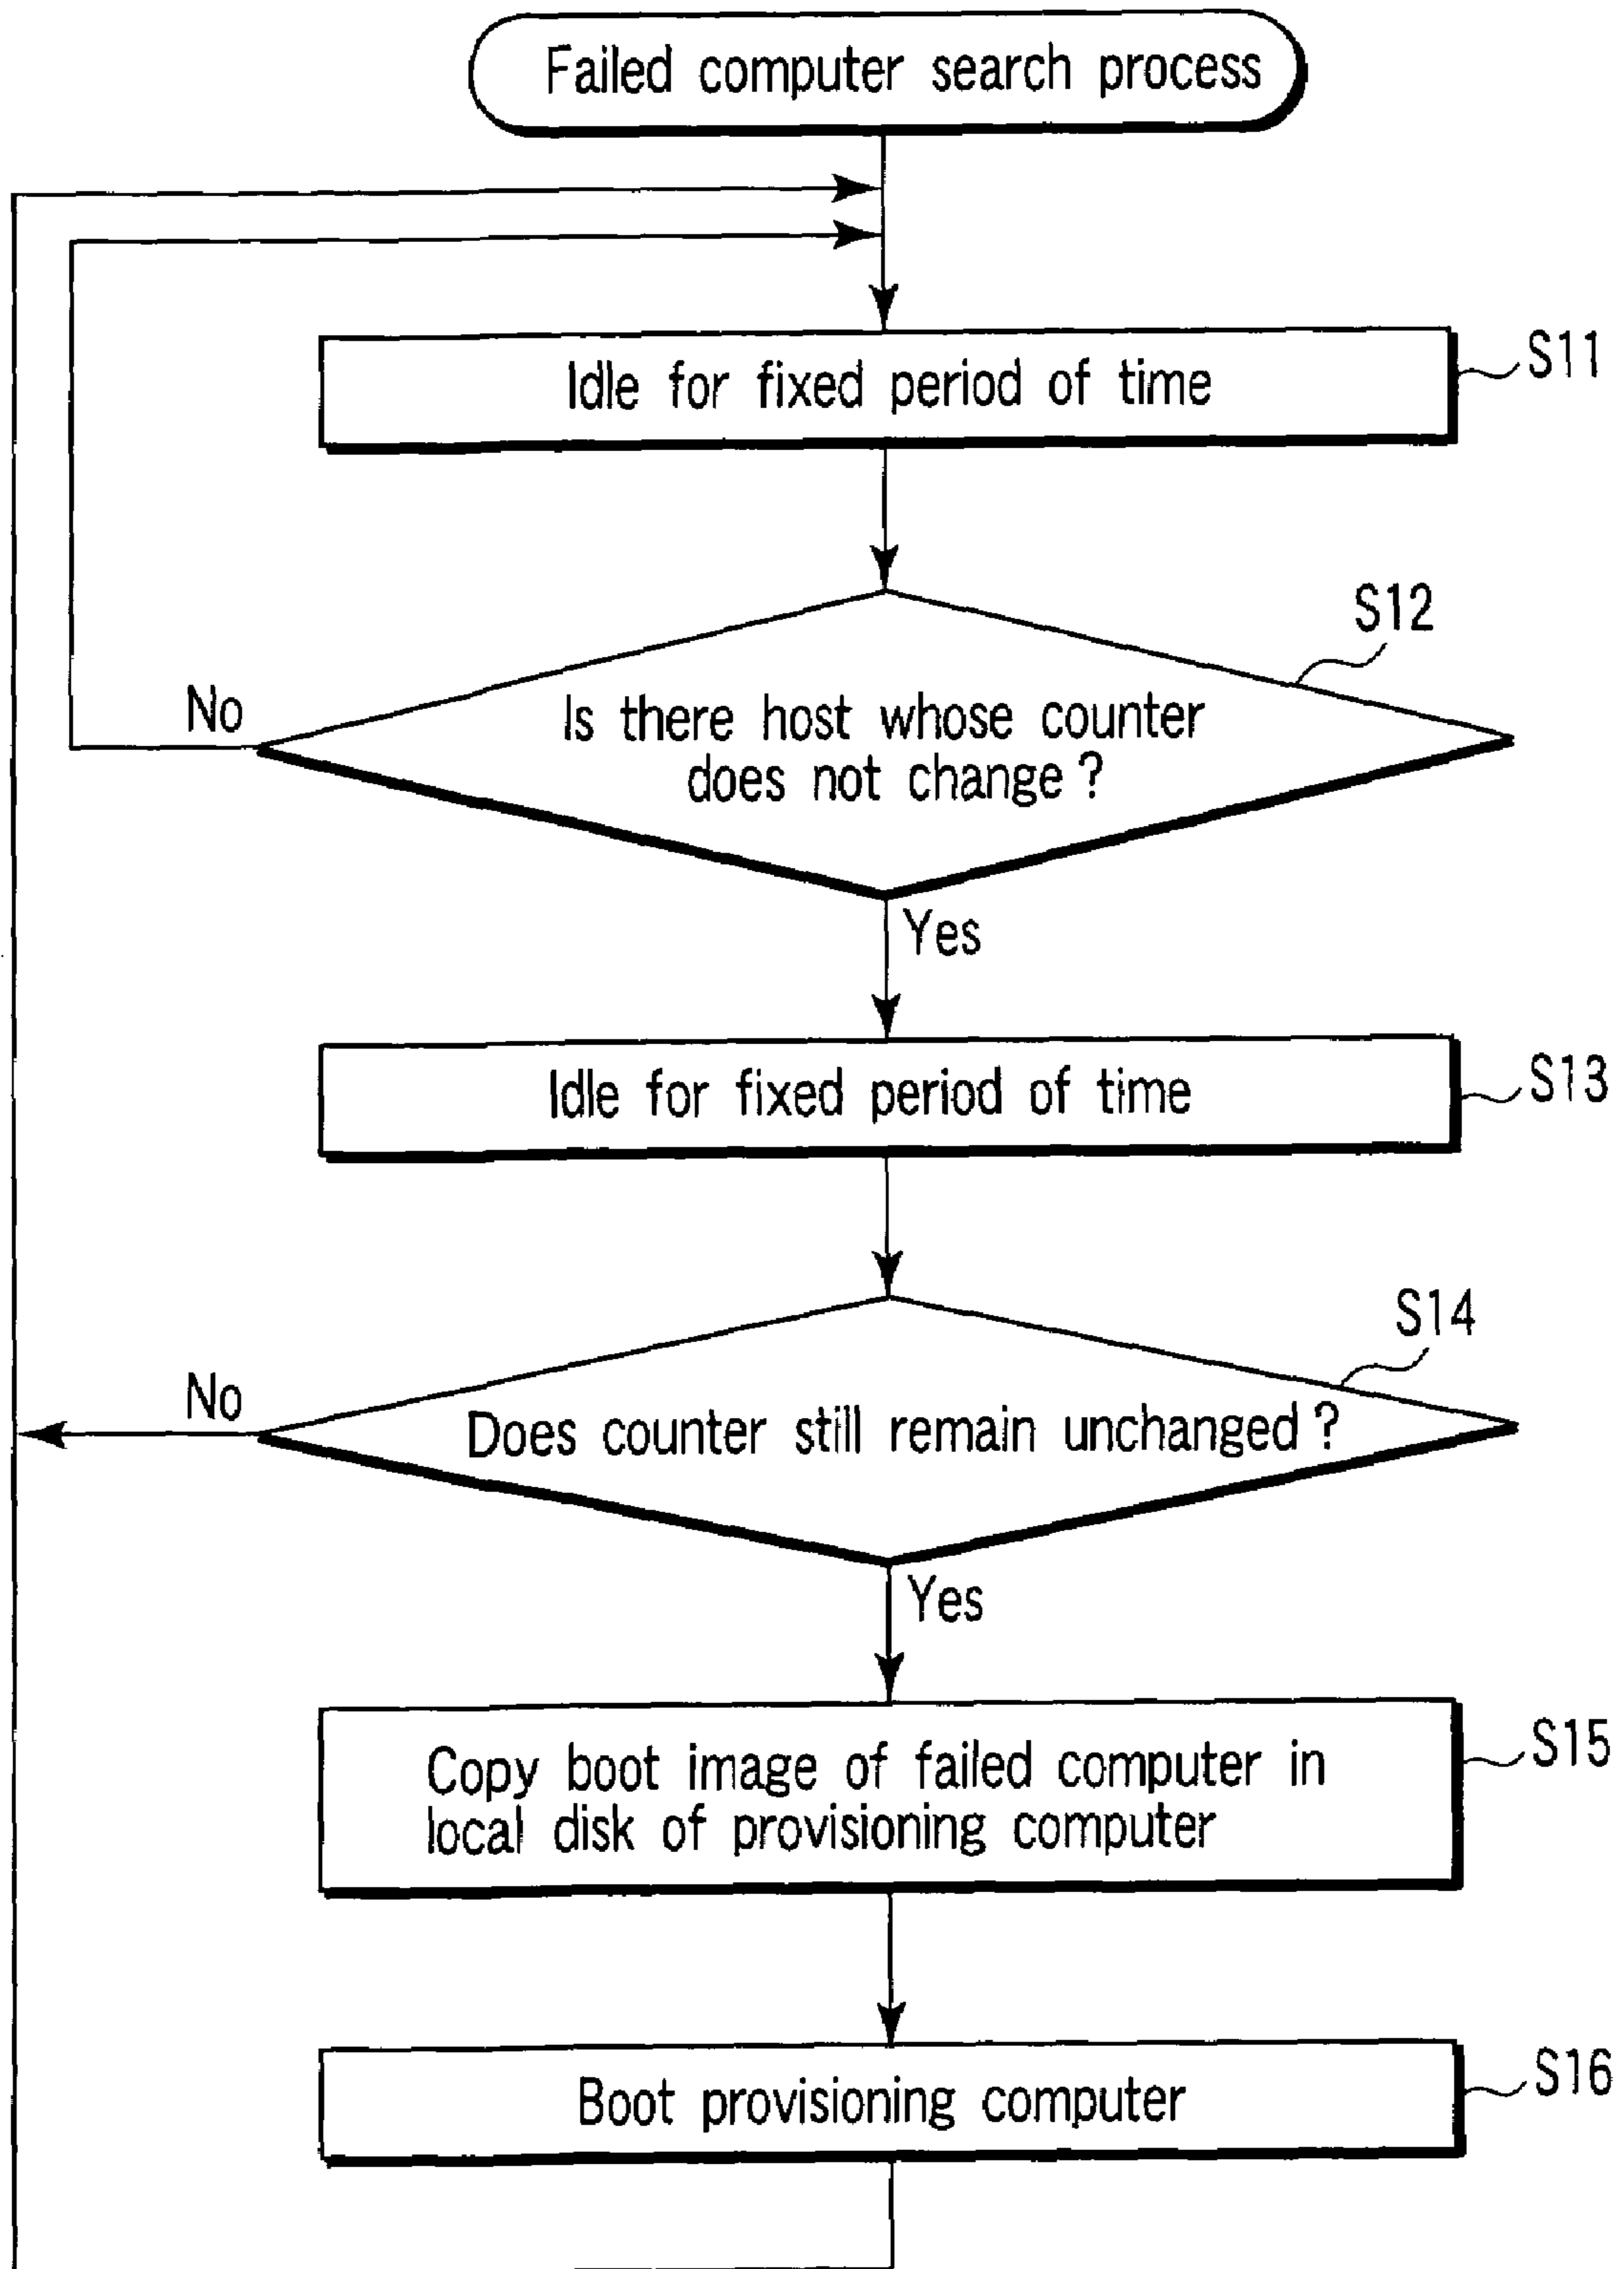 Failed computer search process
Idle for fixed period of time
S11
S12
Is there host whose counter
does not change ?
No
Yes
Idle for fixed period of time
S13
S14
Does counter still remain unchanged ?
No
Yes
Copy boot image of failed computer in
local disk of provisioning computer
S15
Boot provisioning computer
S16